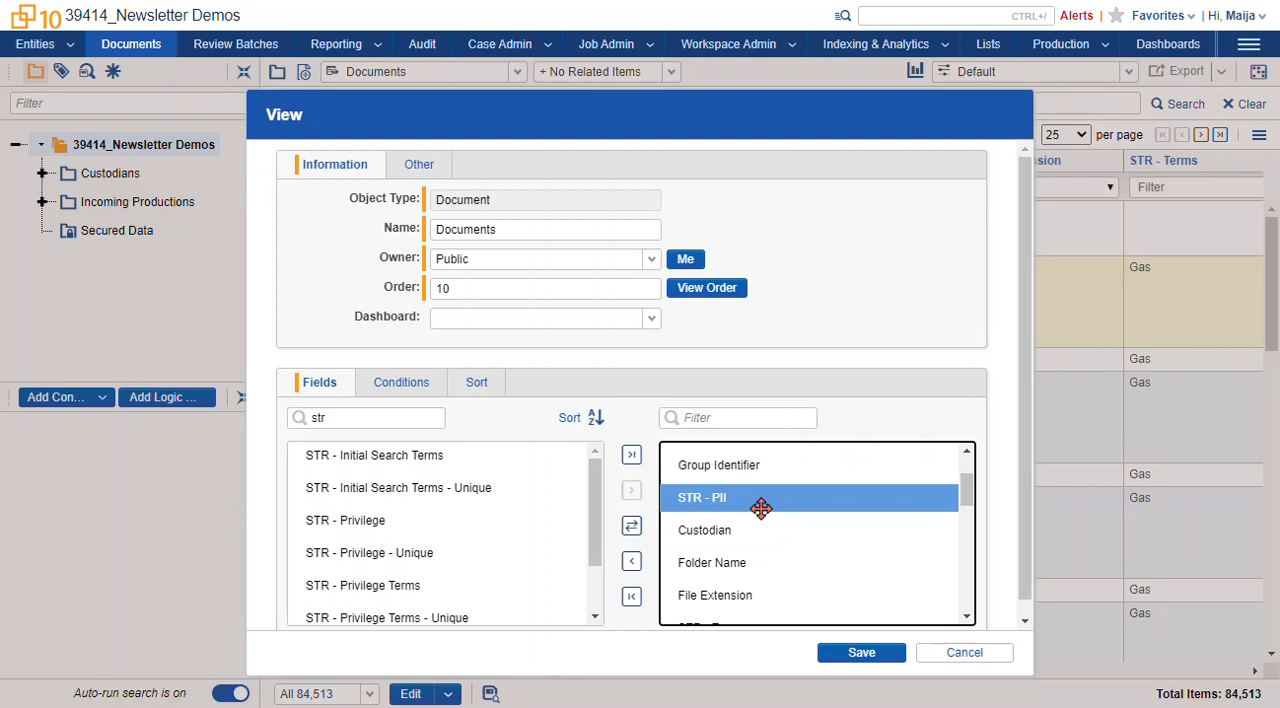 10 39414_Newsletter Demos
CTRL+/ Alerts Favorites Hi, Maija
Entities Documents Review Batches Reporting Audit Case Admin Job Admin Workspace Admin Indexing & Analytics Lists Production Dashboards
Documents + No Related Items Default Export
Filter Search Clear
39414_Newsletter Demos
Custodians
Incoming Productions
Secured Data
25 per page
sion STR - Terms
Filter
Gas
Gas
Gas
Gas
Gas
Gas
Gas
Add Con... Add Logic ...
View
Information Other
Object Type: Document
Name: Documents
Owner: Public Me
Order: 10 View Order
Dashboard:
Fields Conditions Sort
str Sort Filter
STR - Initial Search Terms
STR - Initial Search Terms - Unique
STR - Privilege
STR - Privilege - Unique
STR - Privilege Terms
STR - Privilege Terms - Unique
Group Identifier
STR - PII
Custodian
Folder Name
File Extension
Save Cancel
Auto-run search is on All 84,513 Edit Total Items: 84,513